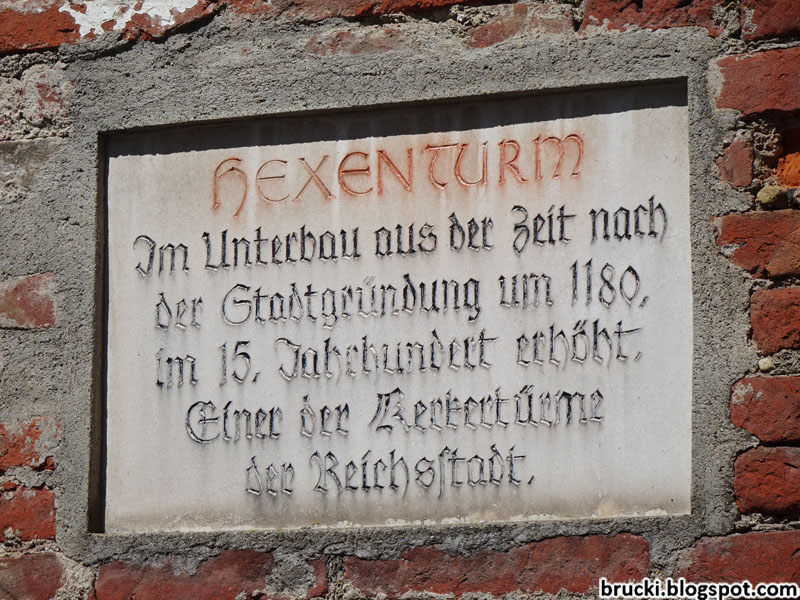 HEXENTURM
Im Unterbau aus der Zeit nach
der Stadtgründung um 1180,
im 15. Jahrhundert erhöht.
Einer der Kerkertürme
der Reichsstadt.
brucki.blogspot.com